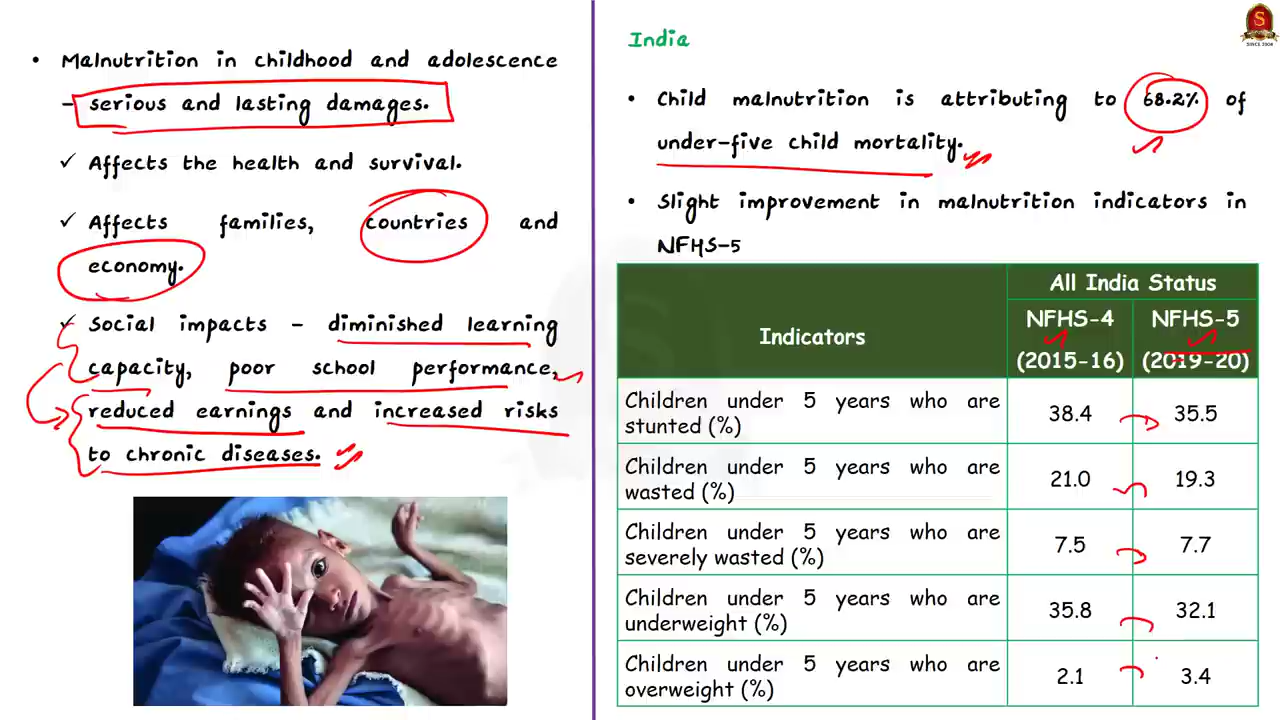 • Malnutrition in childhood and adolescence
– serious and lasting damages.
✓ Affects the health and survival.
✓ Affects families, countries and
economy.
✓ Social impacts – diminished learning
capacity, poor school performance,
reduced earnings and increased risks
to chronic diseases.
India
• Child malnutrition is attributing to 68.2% of
under-five child mortality.
• Slight improvement in malnutrition indicators in
NFHS-5
Indicators
All India Status
NFHS-4 NFHS-5
(2015-16) (2019-20)
Children under 5 years who are
stunted (%) 38.4 35.5
Children under 5 years who are
wasted (%) 21.0 19.3
Children under 5 years who are
severely wasted (%) 7.5 7.7
Children under 5 years who are
underweight (%) 35.8 32.1
Children under 5 years who are
overweight (%) 2.1 3.4
S
SINCE 2004